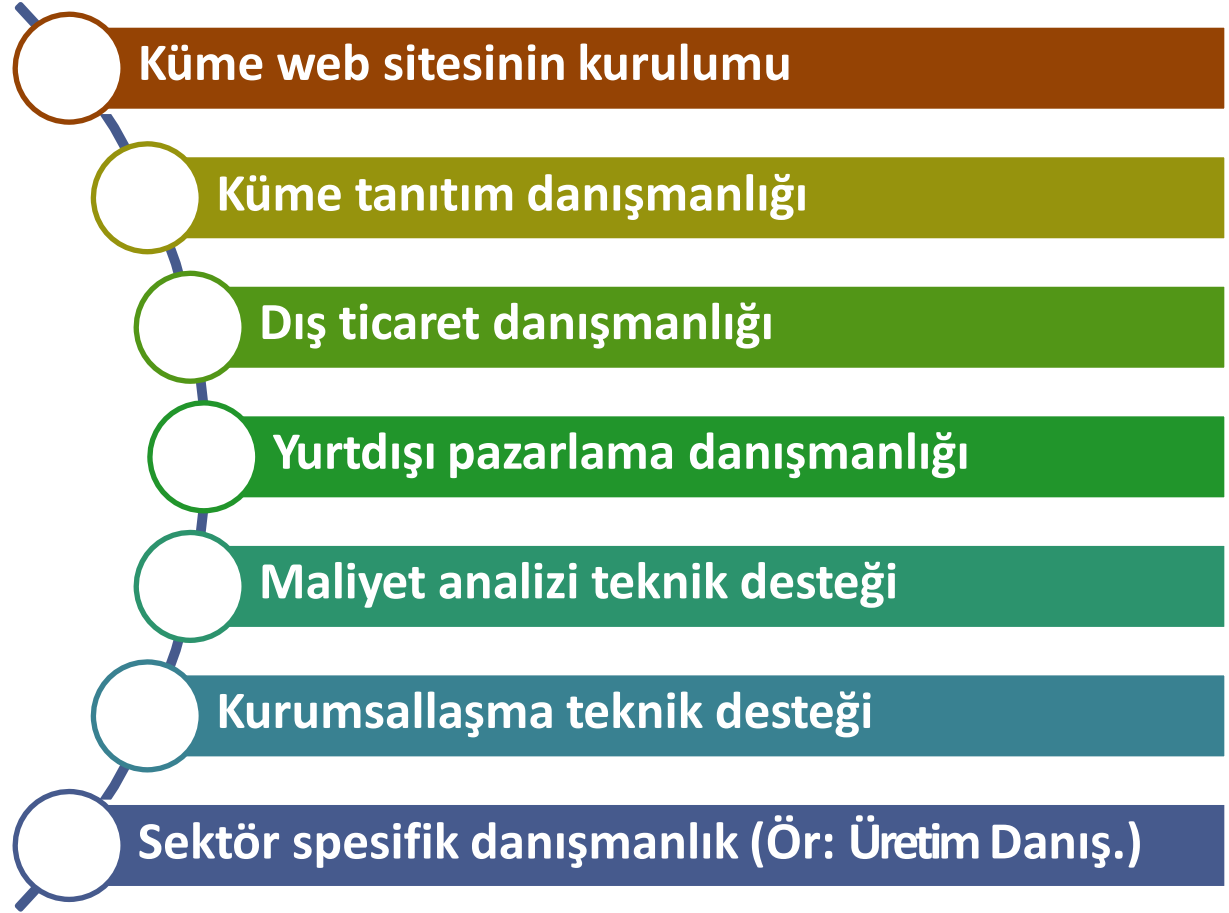 Küme web sitesinin kurulumu
Küme tanıtım danışmanlığı
Dış ticaret danışmanlığı
Yurtdışı pazarlama danışmanlığı
Maliyet analizi teknik desteği
Kurumsallaşma teknik desteği
Sektör spesifik danışmanlık (Ör: Üretim Danış.)